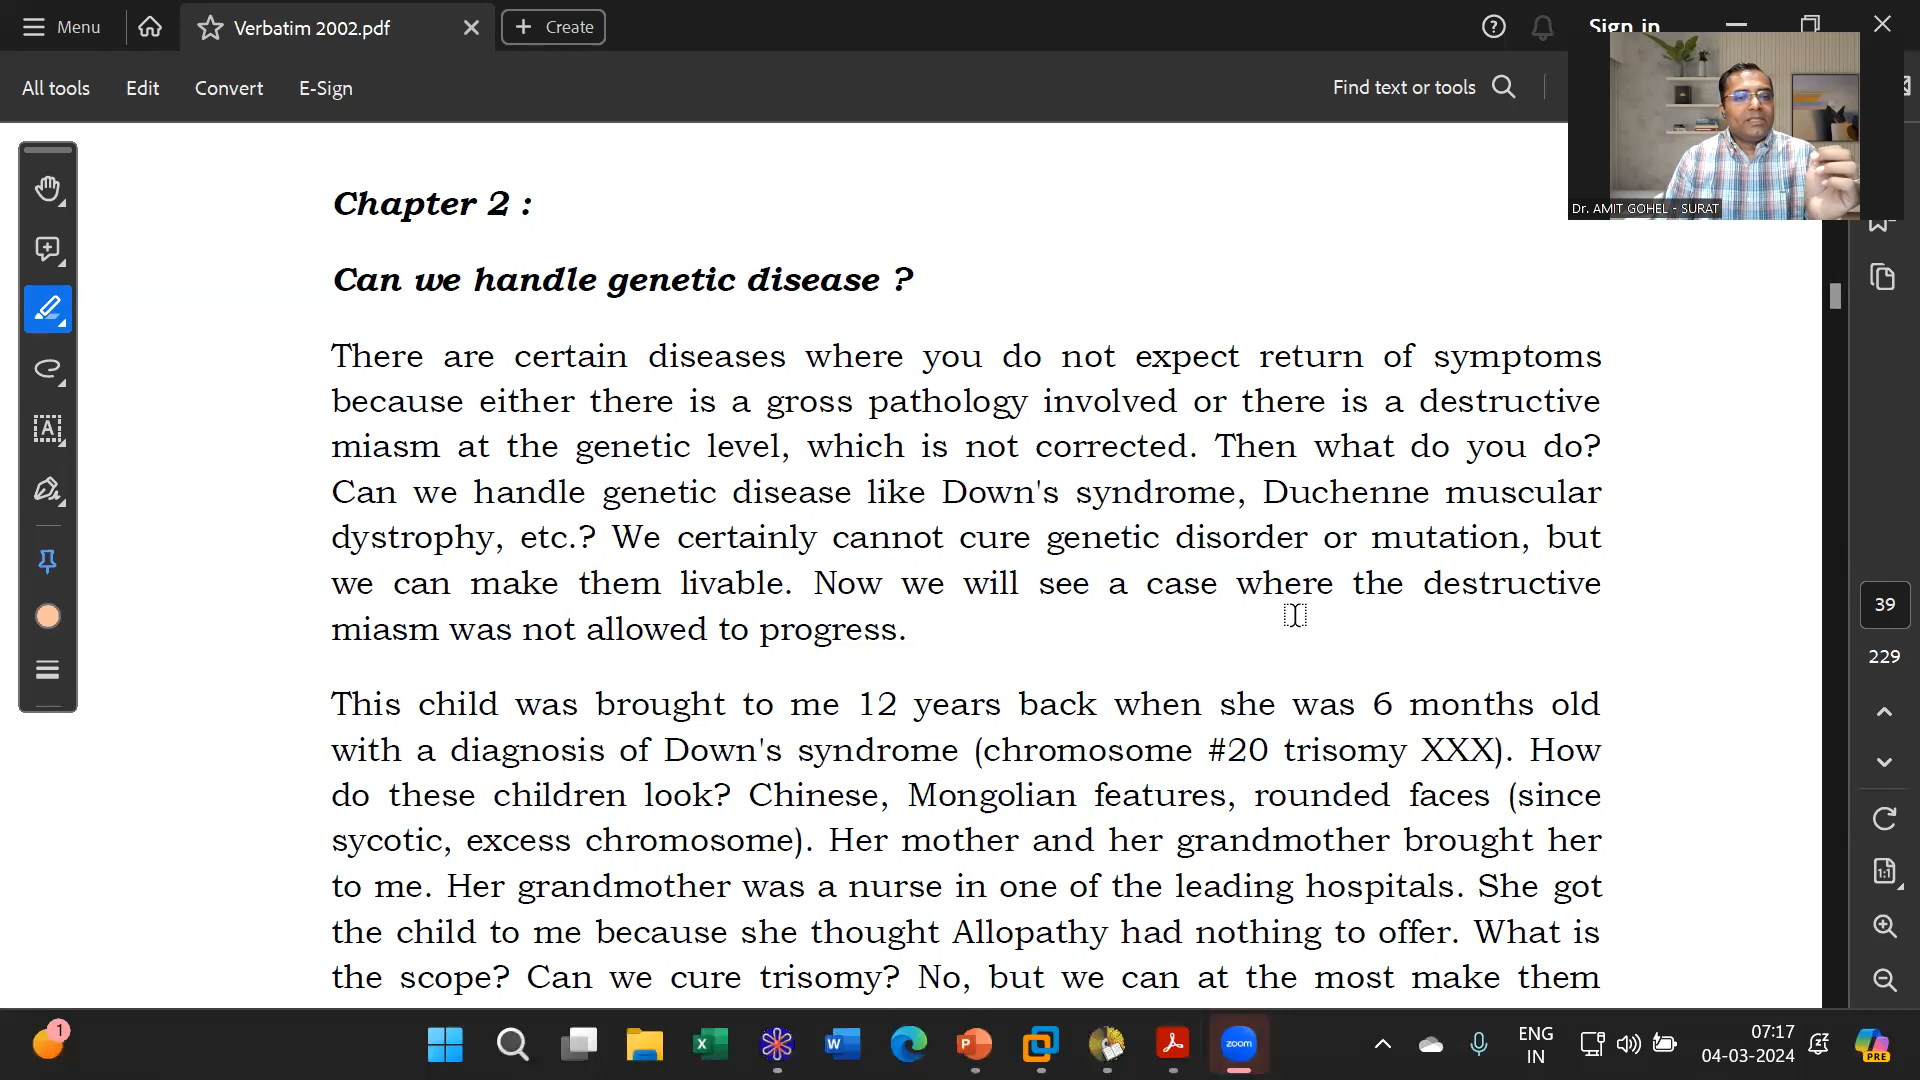 Menu
Verbatim 2002.pdf
Create
Sign in
All tools
Edit
Convert
E-Sign
Find text or tools
Dr. AMIT GOHEL - SURAT
Chapter 2 :
Can we handle genetic disease ?
There are certain diseases where you do not expect return of symptoms
because either there is a gross pathology involved or there is a destructive
miasm at the genetic level, which is not corrected. Then what do you do?
Can we handle genetic disease like Down's syndrome, Duchenne muscular
dystrophy, etc.? We certainly cannot cure genetic disorder or mutation, but
we can make them livable. Now we will see a case where the destructive
miasm was not allowed to progress.
This child was brought to me 12 years back when she was 6 months old
with a diagnosis of Down's syndrome (chromosome #20 trisomy XXX). How
do these children look? Chinese, Mongolian features, rounded faces (since
sycotic, excess chromosome). Her mother and her grandmother brought her
to me. Her grandmother was a nurse in one of the leading hospitals. She got
the child to me because she thought Allopathy had nothing to offer. What is
the scope? Can we cure trisomy? No, but we can at the most make them
39
229
1:1
1
zoom
ENG
IN
07:17
04-03-2024
PRE